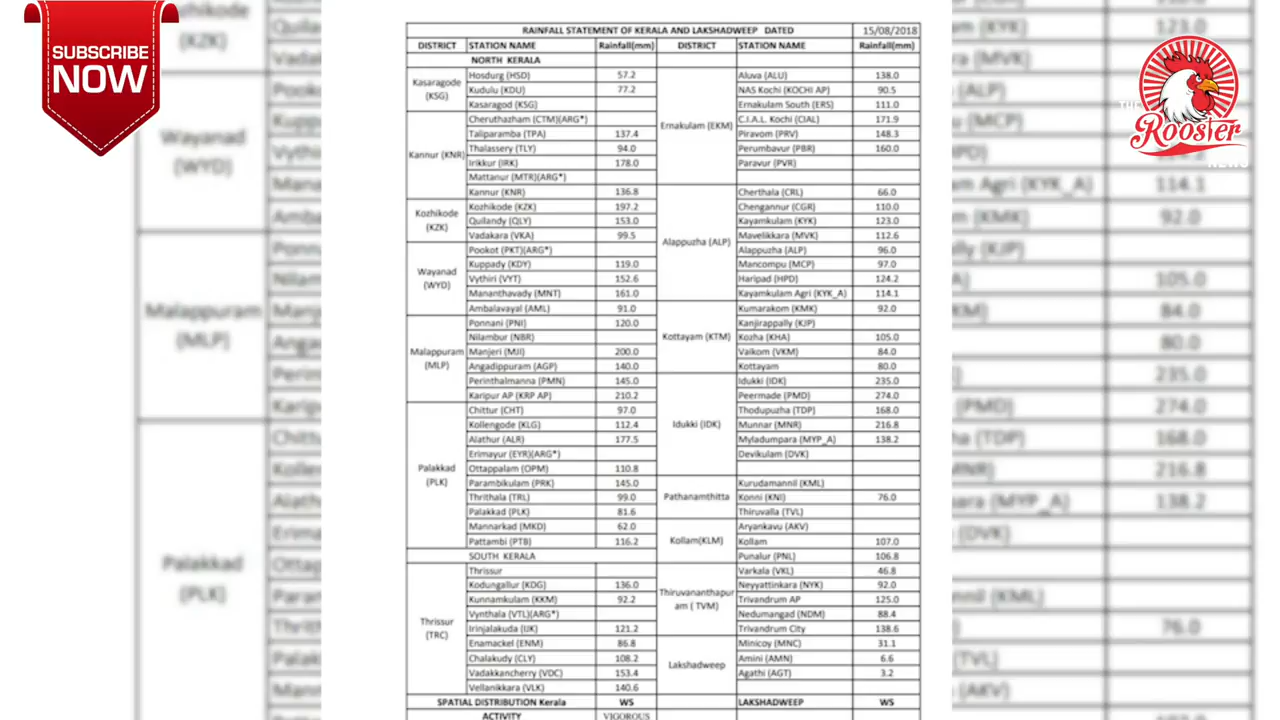 SUBSCRIBE
NOW
THE
Rooster
NEWS
RAINFALL STATEMENT OF KERALA AND LAKSHADWEEP DATED 15/08/2018
DISTRICT STATION NAME Rainfall(mm) DISTRICT STATION NAME Rainfall(mm)
NORTH KERALA
Kasaragode (KSG) Hosdurg (HSD) 57.2 Ernakulam (EKM) Aluva (ALU) 138.0
Kudulu (KDU) 77.2 NAS Kochi (KOCHI AP) 90.5
Kasaragod (KSG) Ernakulam South (ERS) 111.0
Kannur (KNR) Cheruthazham (CTM)(ARG*) C.I.A.L. Kochi (CIAL) 171.9
Taliparamba (TPA) 137.4 Piravom (PRV) 148.3
Thalassery (TLY) 94.0 Perumbavur (PBR) 160.0
Irikkur (IRK) 178.0 Paravur (PVR)
Mattanur (MTR)(ARG*)
Kannur (KNR) 136.8 Alappuzha (ALP) Cherthala (CRL) 66.0
Kozhikode (KZK) Kozhikode (KZK) 197.2 Chengannur (CGR) 110.0
Quilandy (QLY) 153.0 Kayamkulam (KYK) 123.0
Vadakara (VKA) 99.5 Mavelikkara (MVK) 112.6
Wayanad (WYD) Pookot (PKT)(ARG*) Alappuzha (ALP) 96.0
Kuppady (KDY) 119.0 Mancompu (MCP) 97.0
Vythiri (VYT) 152.6 Haripad (HPD) 124.2
Mananthavady (MNT) 161.0 Kayamkulam Agri (KYK_A) 114.1
Ambalavayal (AML) 91.0 Kottayam (KTM) Kumarakom (KMK) 92.0
Malappuram (MLP) Ponnani (PNI) 120.0 Kanjirappally (KJP)
Nilambur (NBR) Kozha (KHA) 105.0
Manjeri (MJI) 200.0 Vaikom (VKM) 84.0
Angadippuram (AGP) 140.0 Kottayam 80.0
Perinthalmanna (PMN) 145.0 Idukki (IDK) Idukki (IDK) 235.0
Karipur AP (KRP AP) 210.2 Peermade (PMD) 274.0
Palakkad (PLK) Chittur (CHT) 97.0 Thodupuzha (TDP) 168.0
Kollengode (KLG) 112.4 Munnar (MNR) 216.8
Alathur (ALR) 177.5 Myladumpara (MYP_A) 138.2
Erimayur (EYR)(ARG*) Devikulam (DVK)
Ottappalam (OPM) 110.8
Parambikulam (PRK) 145.0 Pathanamthitta Kurudamannil (KML)
Thrithala (TRL) 99.0 Konni (KNI) 76.0
Palakkad (PLK) 81.6 Thiruvalla (TVL)
Mannarkad (MKD) 62.0 Kollam(KLM) Aryankavu (AKV)
Pattambi (PTB) 116.2 Kollam 107.0
SOUTH KERALA Punalur (PNL) 106.8
Thrissur (TRC) Thrissur Thiruvananthapuram ( TVM) Varkala (VKL) 46.8
Kodungallur (KDG) 136.0 Neyyattinkara (NYK) 92.0
Kunnamkulam (KKM) 92.2 Trivandrum AP 125.0
Vynthala (VTL)(ARG*) Nedumangad (NDM) 88.4
Irinjalakuda (IJK) 121.2 Trivandrum City 138.6
Enamackel (ENM) 86.8 Lakshadweep Minicoy (MNC) 31.1
Chalakudy (CLY) 108.2 Amini (AMN) 6.6
Vadakkancherry (VDC) 153.4 Agathi (AGT) 3.2
Vellanikkara (VLK) 140.6
SPATIAL DISTRIBUTION Kerala WS LAKSHADWEEP WS
ACTIVITY VIGOROUS